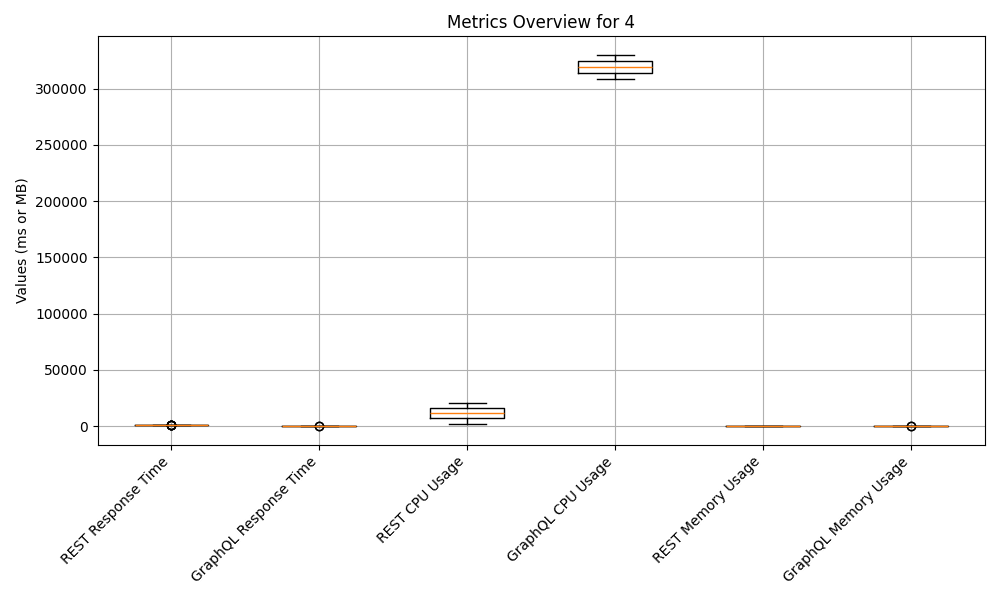 Metrics Overview for 4
Values (ms or MB)
300000
250000
200000
150000
100000
50000
0
REST Response Time
GraphQL Response Time
REST CPU Usage
GraphQL CPU Usage
REST Memory Usage
GraphQL Memory Usage